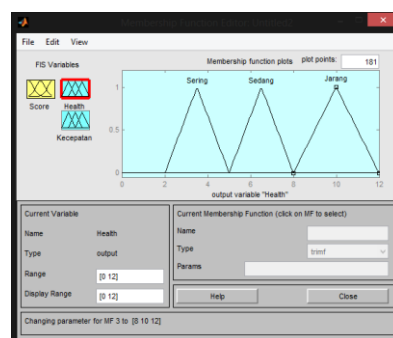 File Edit View
FIS Variables
Membership function plots plot points: 181
Sering Sedang Jarang
Score Health
Kecepatan
1
0.5
0
0 2 4 6 8 10 12
output variable "Health"
Current Variable
Name Health
Type output
Range [0 12]
Display Range [0 12]
Current Membership Function (click on MF to select)
Name
Type trimf
Params
Help Close
Changing parameter for MF 3 to [8 10 12]